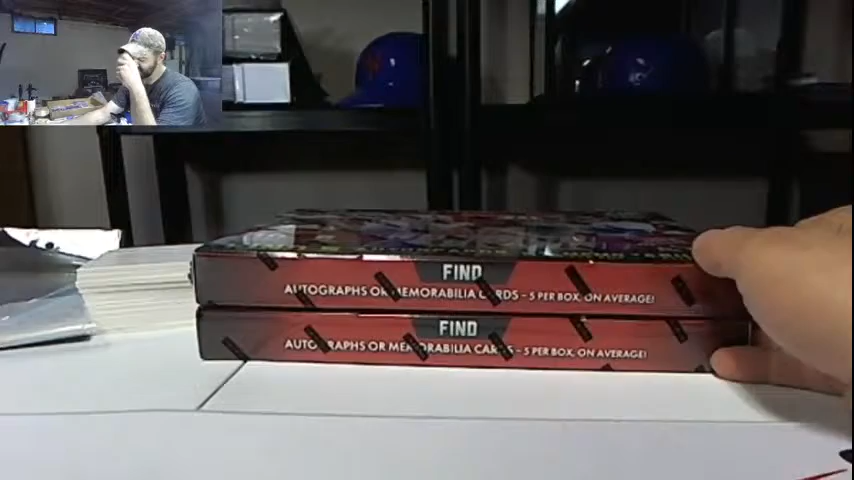 FIND
AUTOGRAPHS OR MEMORABILIA CARDS - 5 PER BOX, ON AVERAGE!
FIND
AUTOGRAPHS OR MEMORABILIA CARDS - 5 PER BOX, ON AVERAGE!